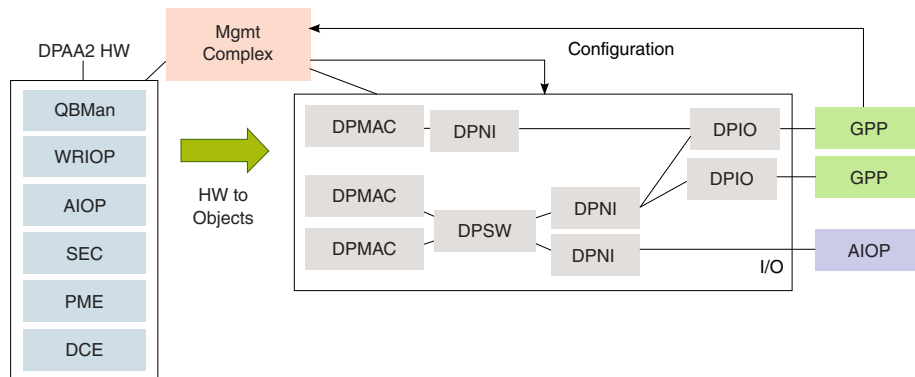 DPAA2 HW
Mgmt
Complex
Configuration
QBMan
WRIOP
AIOP
SEC
PME
DCE
HW to
Objects
DPMAC
DPNI
DPIO
GPP
DPIO
GPP
DPMAC
DPNI
DPSW
DPMAC
DPNI
AIOP
I/O